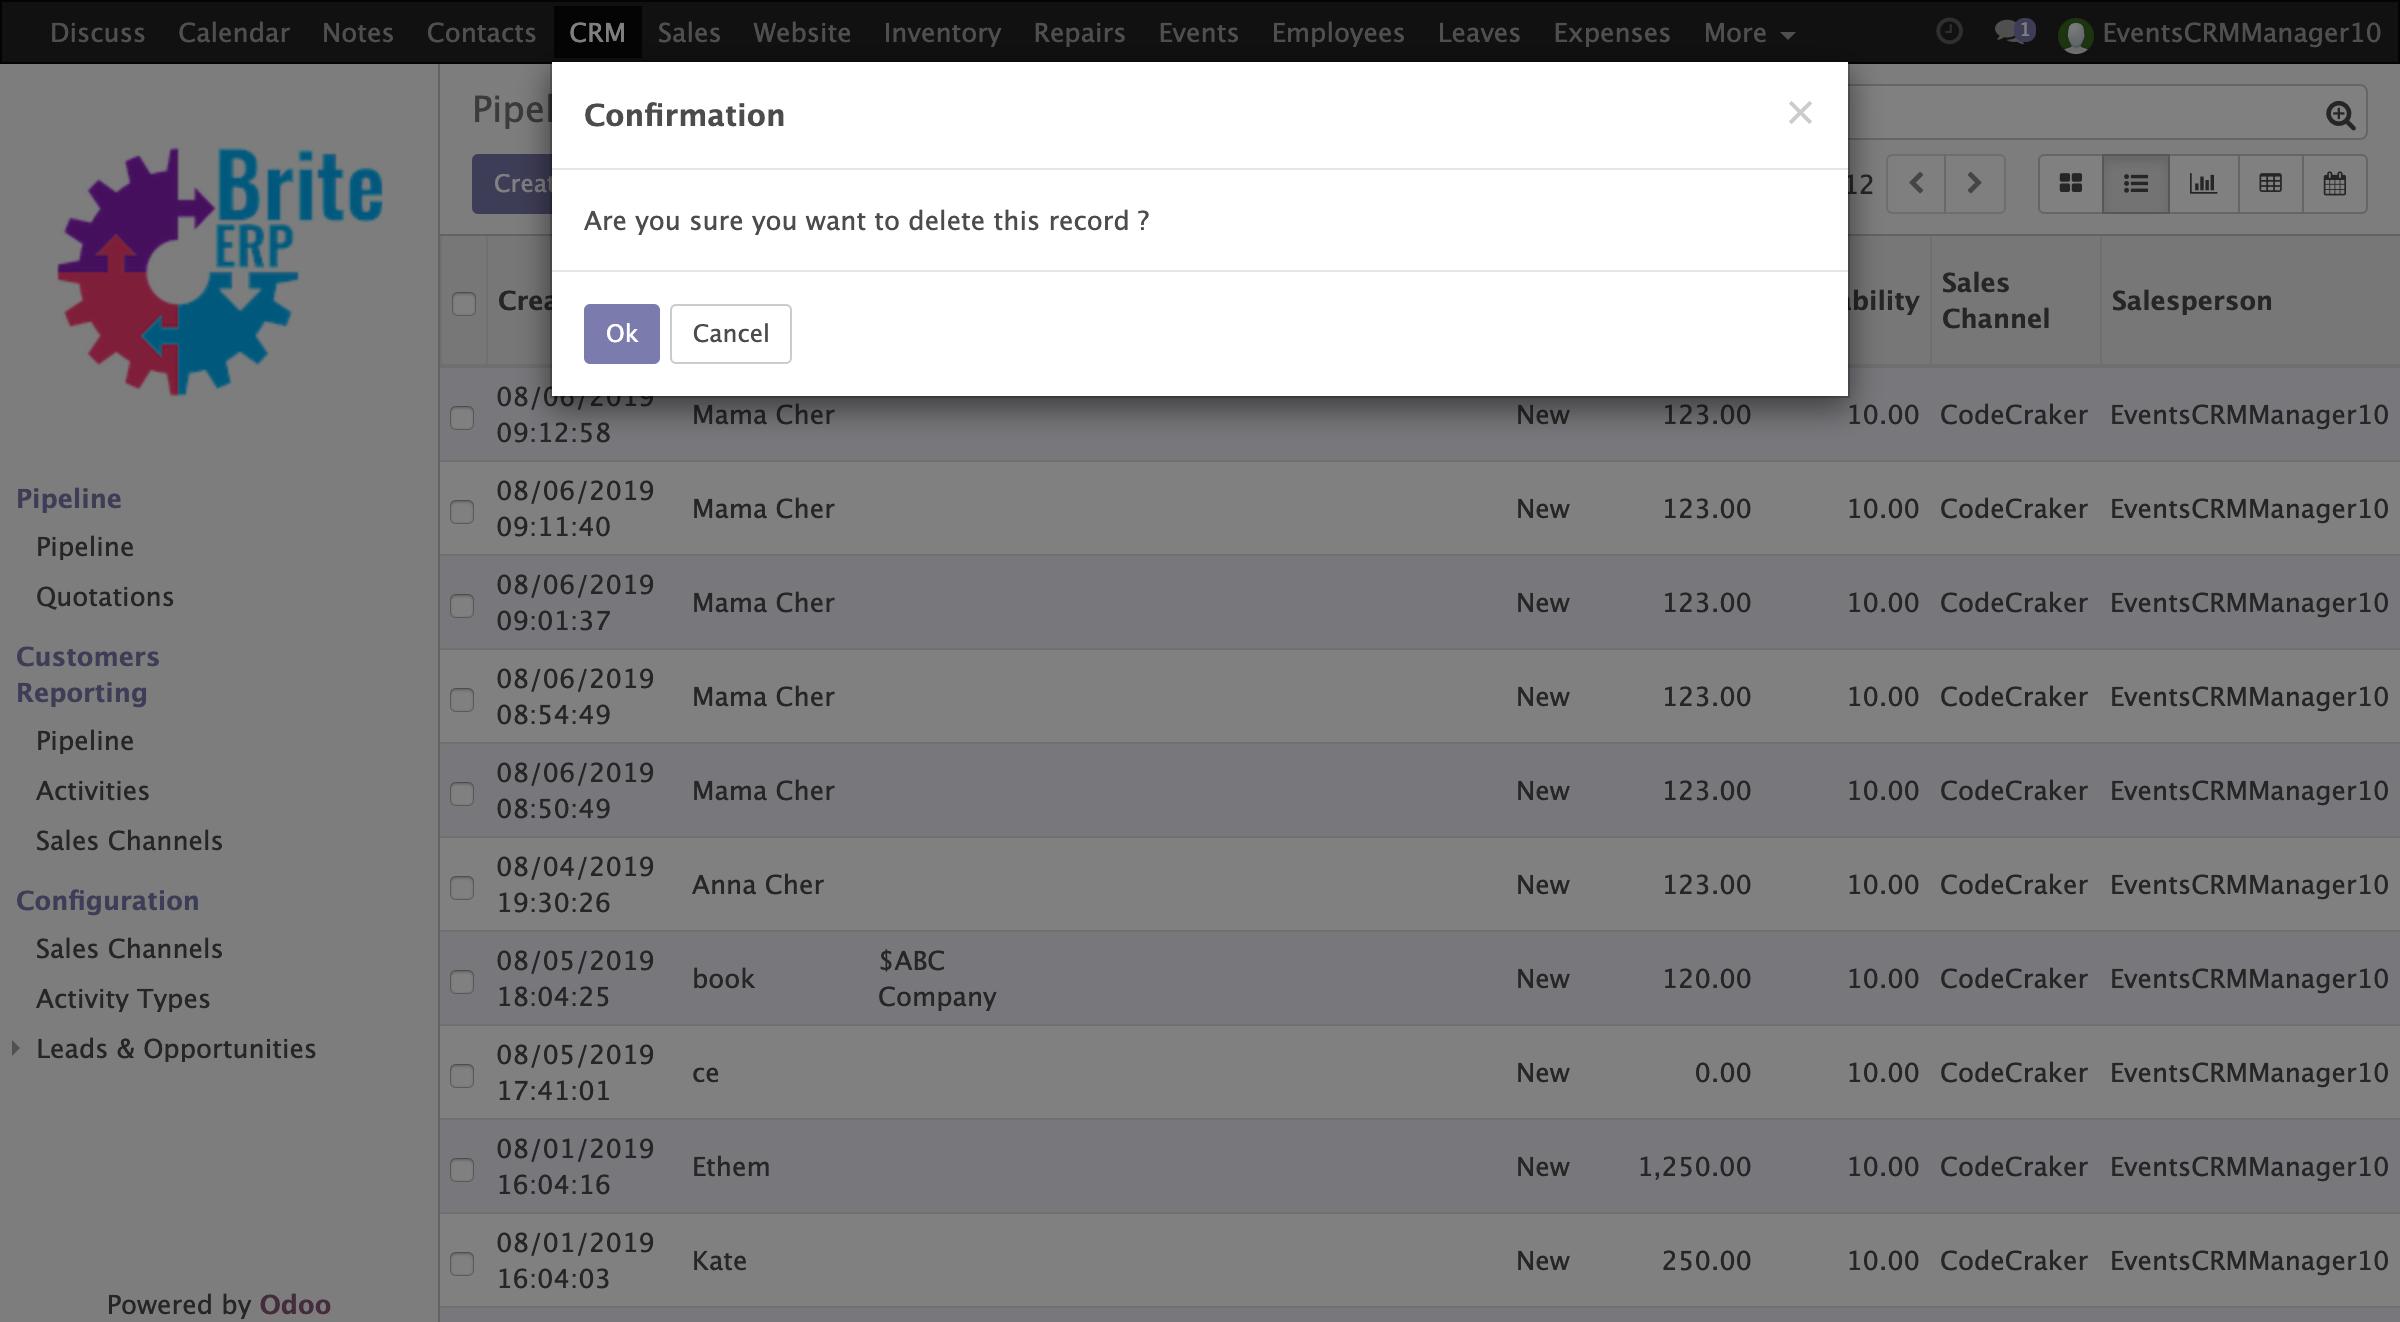 Discuss Calendar Notes Contacts CRM Sales Website Inventory Repairs Events Employees Leaves Expenses More 1 EventsCRMManager10
Brite
ERP
Pipeline
Pipeline
Quotations
Customers
Reporting
Pipeline
Activities
Sales Channels
Configuration
Sales Channels
Activity Types
Leads & Opportunities
Powered by Odoo
Confirmation
×
Are you sure you want to delete this record ?
Ok Cancel
12
Sales
Channel
Salesperson
08/06/2019
09:12:58
Mama Cher New 123.00 10.00 CodeCraker EventsCRMManager10
08/06/2019
09:11:40
Mama Cher New 123.00 10.00 CodeCraker EventsCRMManager10
08/06/2019
09:01:37
Mama Cher New 123.00 10.00 CodeCraker EventsCRMManager10
08/06/2019
08:54:49
Mama Cher New 123.00 10.00 CodeCraker EventsCRMManager10
08/06/2019
08:50:49
Mama Cher New 123.00 10.00 CodeCraker EventsCRMManager10
08/04/2019
19:30:26
Anna Cher New 123.00 10.00 CodeCraker EventsCRMManager10
08/05/2019
18:04:25
book
$ABC
Company
New 120.00 10.00 CodeCraker EventsCRMManager10
08/05/2019
17:41:01
ce New 0.00 10.00 CodeCraker EventsCRMManager10
08/01/2019
16:04:16
Ethem New 1,250.00 10.00 CodeCraker EventsCRMManager10
08/01/2019
16:04:03
Kate New 250.00 10.00 CodeCraker EventsCRMManager10